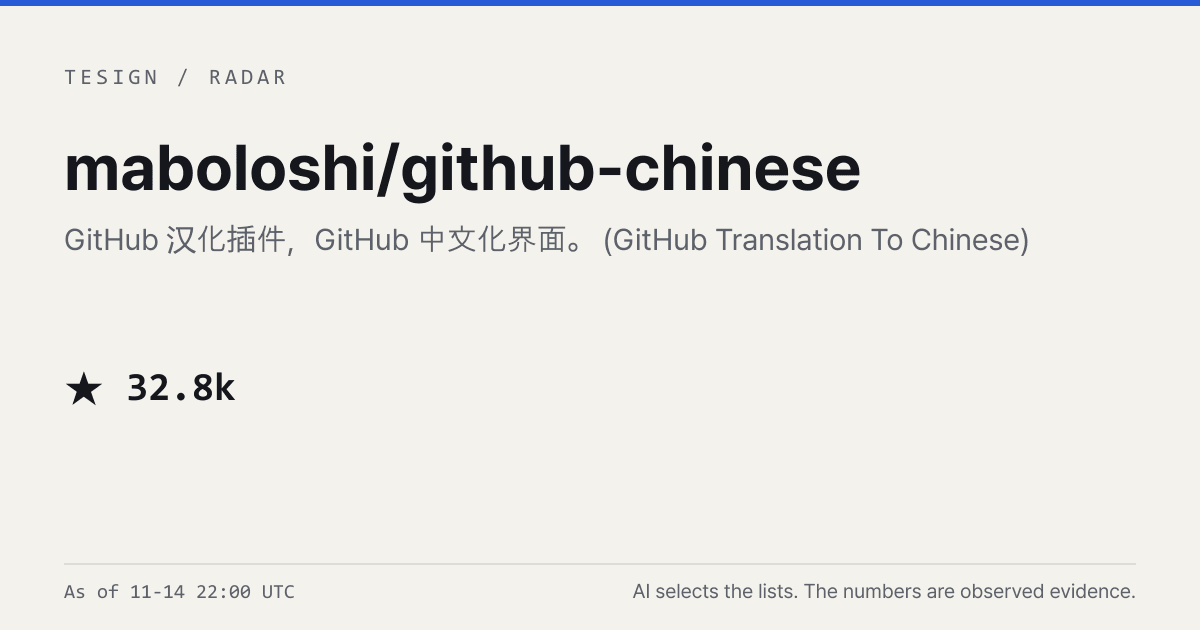 TESIGN / RADAR
maboloshi/github-chinese
GitHub 汉化插件，GitHub 中文化界面。 (GitHub Translation To Chinese)
★ 32.8k
As of 11-14 22:00 UTC
AI selects the lists. The numbers are observed evidence.